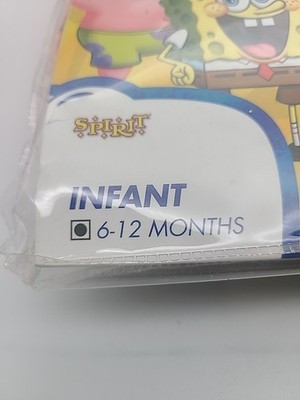 SPIRIT
INFANT
6-12 MONTHS